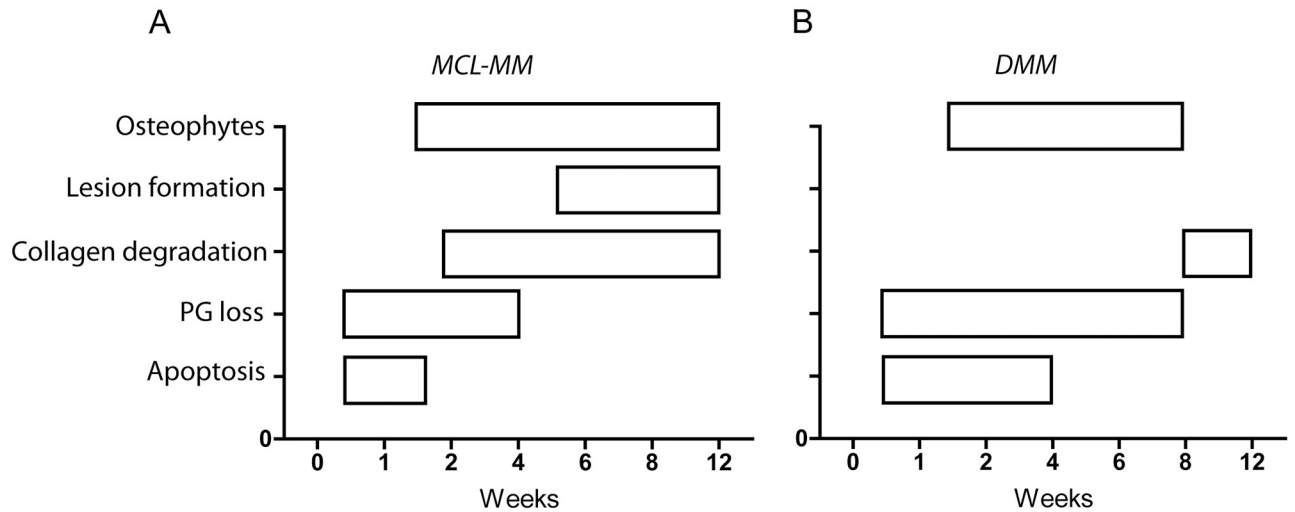 A
MCL-MM
Osteophytes
Lesion formation
Collagen degradation
PG loss
Apoptosis
0
0 1 2 4 6 8 12
Weeks
B
DMM
0
0 1 2 4 6 8 12
Weeks